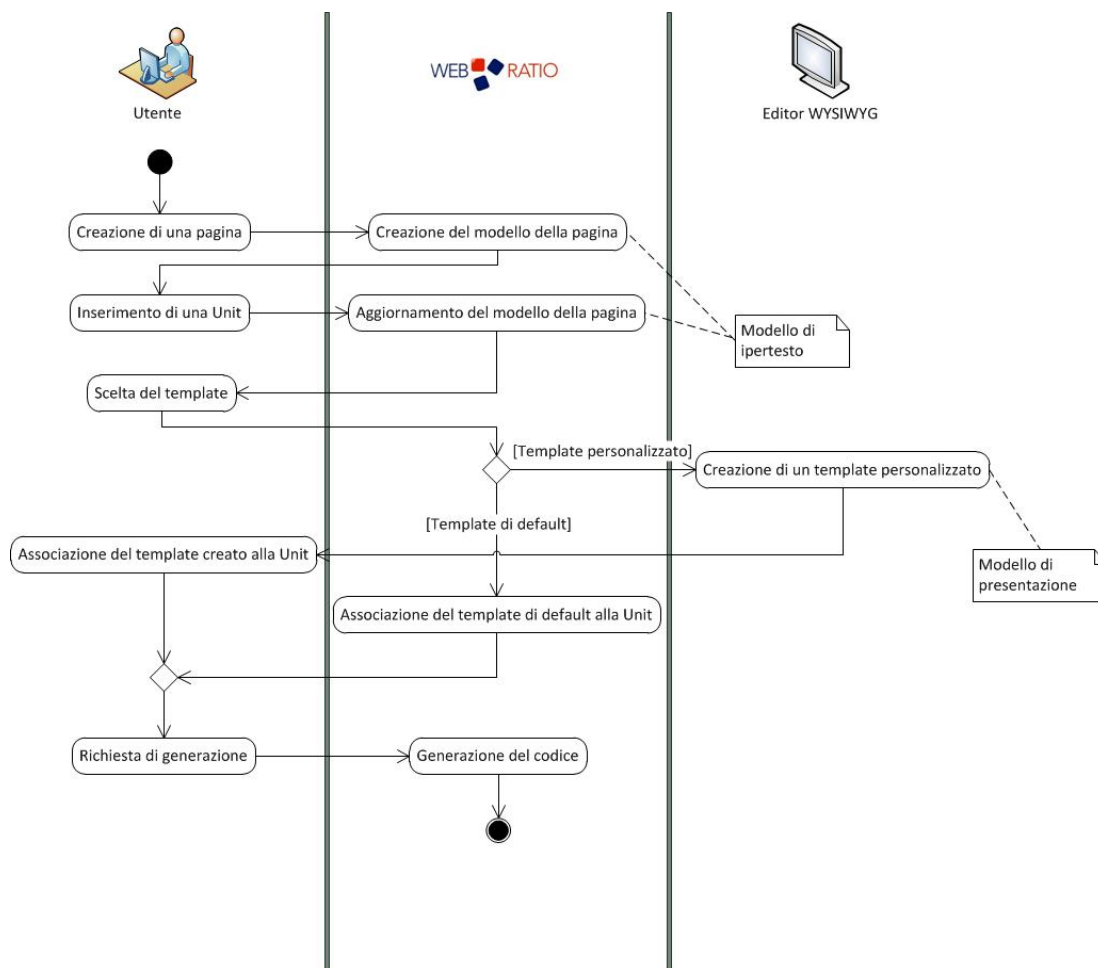 WEB RATIO
Utente
Editor WYSIWYG
Creazione di una pagina
Creazione del modello della pagina
Inserimento di una Unit
Aggiornamento del modello della pagina
Modello di
ipertesto
Scelta del template
[Template personalizzato]
Creazione di un template personalizzato
[Template di default]
Associazione del template creato alla Unit
Modello di
presentazione
Associazione del template di default alla Unit
Richiesta di generazione
Generazione del codice